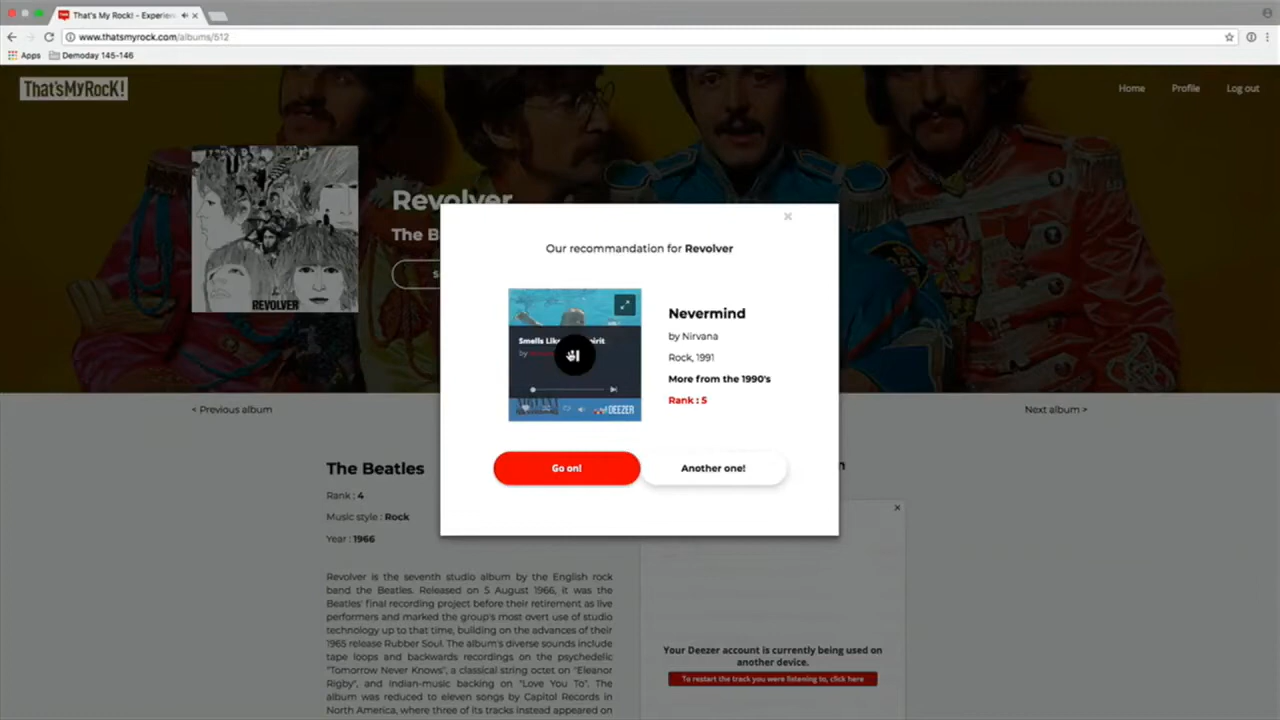 That's My Rock! - Experien
www.thatsmyrock.com/albums/512
Apps
Demoday 145-146
That'sMyRocK!
Home
Profile
Log out
Revolver
The B
S
REVOLVER
Our recommandation for Revolver
Smells Lik irit
by
DEEZER
Nevermind
by Nirvana
Rock, 1991
More from the 1990's
Rank : 5
Go on!
Another one!
< Previous album
Next album >
The Beatles
Rank : 4
Music style : Rock
Year : 1966
Revolver is the seventh studio album by the English rock
band the Beatles. Released on 5 August 1966, it was the
Beatles' final recording project before their retirement as live
performers and marked the group's most overt use of studio
technology up to that time, building on the advances of their
1965 release Rubber Soul. The album's diverse sounds include
tape loops and backwards recordings on the psychedelic
"Tomorrow Never Knows", a classical string octet on "Eleanor
Rigby", and Indian-music backing on "Love You To". The
album was reduced to eleven songs by Capitol Records in
North America, where three of its tracks instead appeared on
Your Deezer account is currently being used on
another device.
To restart the track you were listening to, click here